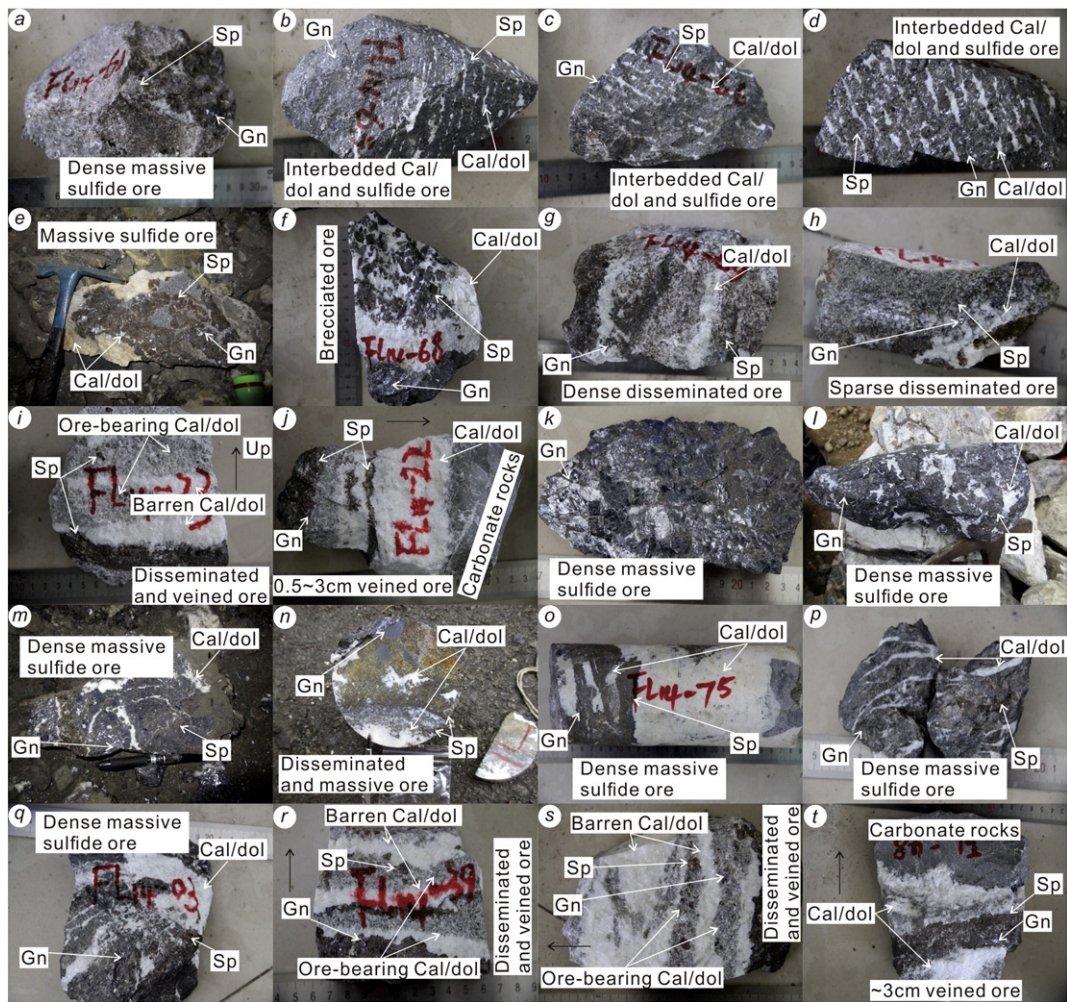 a
Sp
FL14-61
Gn
Dense massive
sulfide ore
b
Gn
Sp
Cal/dol
Interbedded Cal/
dol and sulfide ore
c
Sp
Cal/dol
Gn
Interbedded Cal/
dol and sulfide ore
d
Interbedded Cal/
dol and sulfide ore
Sp
Gn
Cal/dol
e
Massive sulfide ore
Sp
Gn
Cal/dol
f
Cal/dol
Brecciated ore
Sp
FL14-68
Gn
g
Cal/dol
Gn
Sp
Dense disseminated ore
h
Cal/dol
Gn
Sp
Sparse disseminated ore
i
Ore-bearing Cal/dol
Up
Sp
Barren Cal/dol
Disseminated
and veined ore
j
Sp
Cal/dol
FL14-22
Gn
Carbonate rocks
0.5~3cm veined ore
k
Gn
Dense massive
sulfide ore
l
Cal/dol
Gn
Sp
Dense massive
sulfide ore
m
Dense massive
sulfide ore
Cal/dol
Gn
Sp
n
Cal/dol
Gn
Sp
Disseminated
and massive ore
o
Cal/dol
FL14-75
Gn
Sp
Dense massive
sulfide ore
p
Cal/dol
Gn
Sp
Dense massive
sulfide ore
q
Dense massive
sulfide ore
Cal/dol
FL14-03
Gn
Sp
r
Barren Cal/dol
Sp
Gn
Ore-bearing Cal/dol
Disseminated
and veined ore
s
Barren Cal/dol
Sp
Gn
Ore-bearing Cal/dol
Disseminated
and veined ore
t
Carbonate rocks
Sp
Cal/dol
Gn
~3cm veined ore